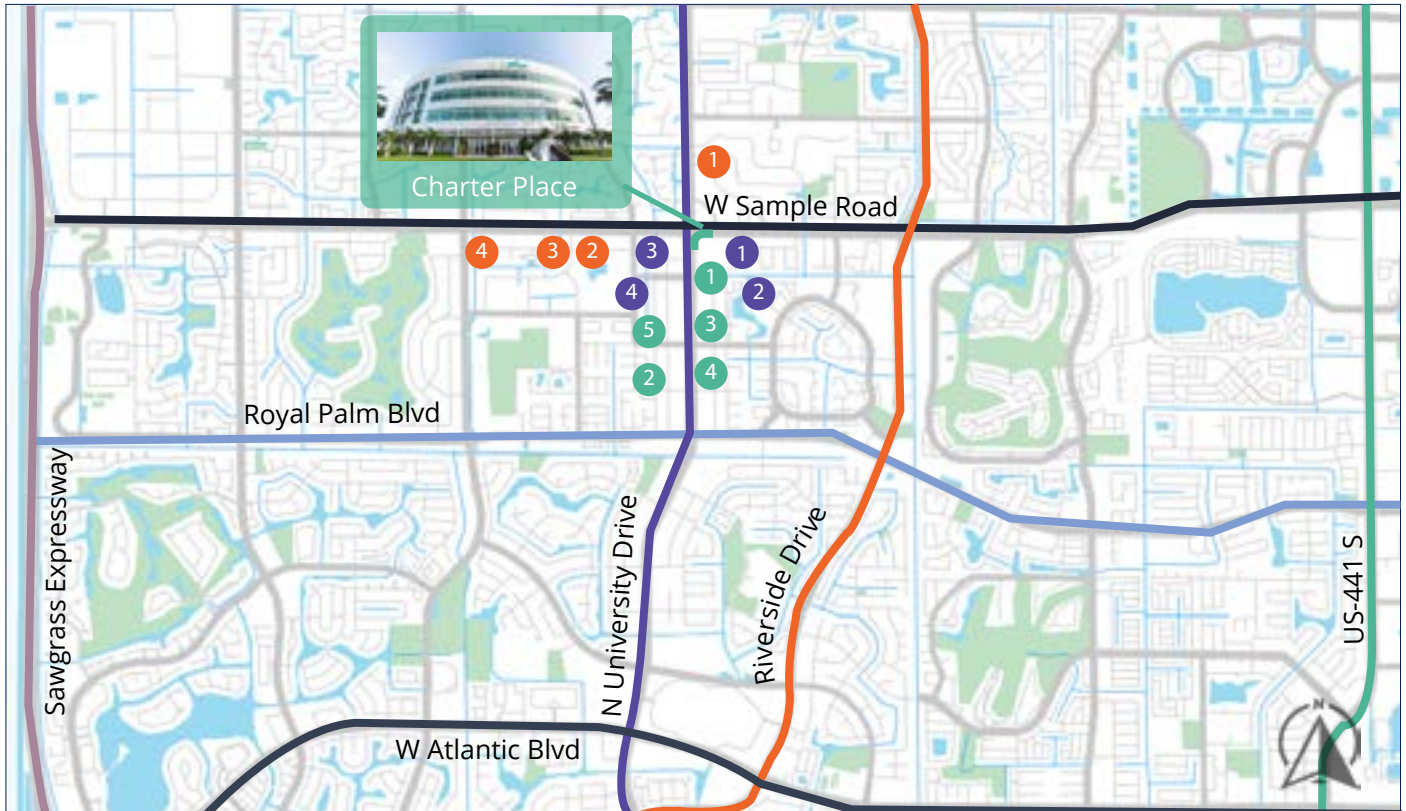 Charter Place
1
W Sample Road
4
3
2
3
1
4
1
2
5
3
2
4
Royal Palm Blvd
Sawgrass Expressway
N University Drive
Riverside Drive
US-441 S
W Atlantic Blvd
N